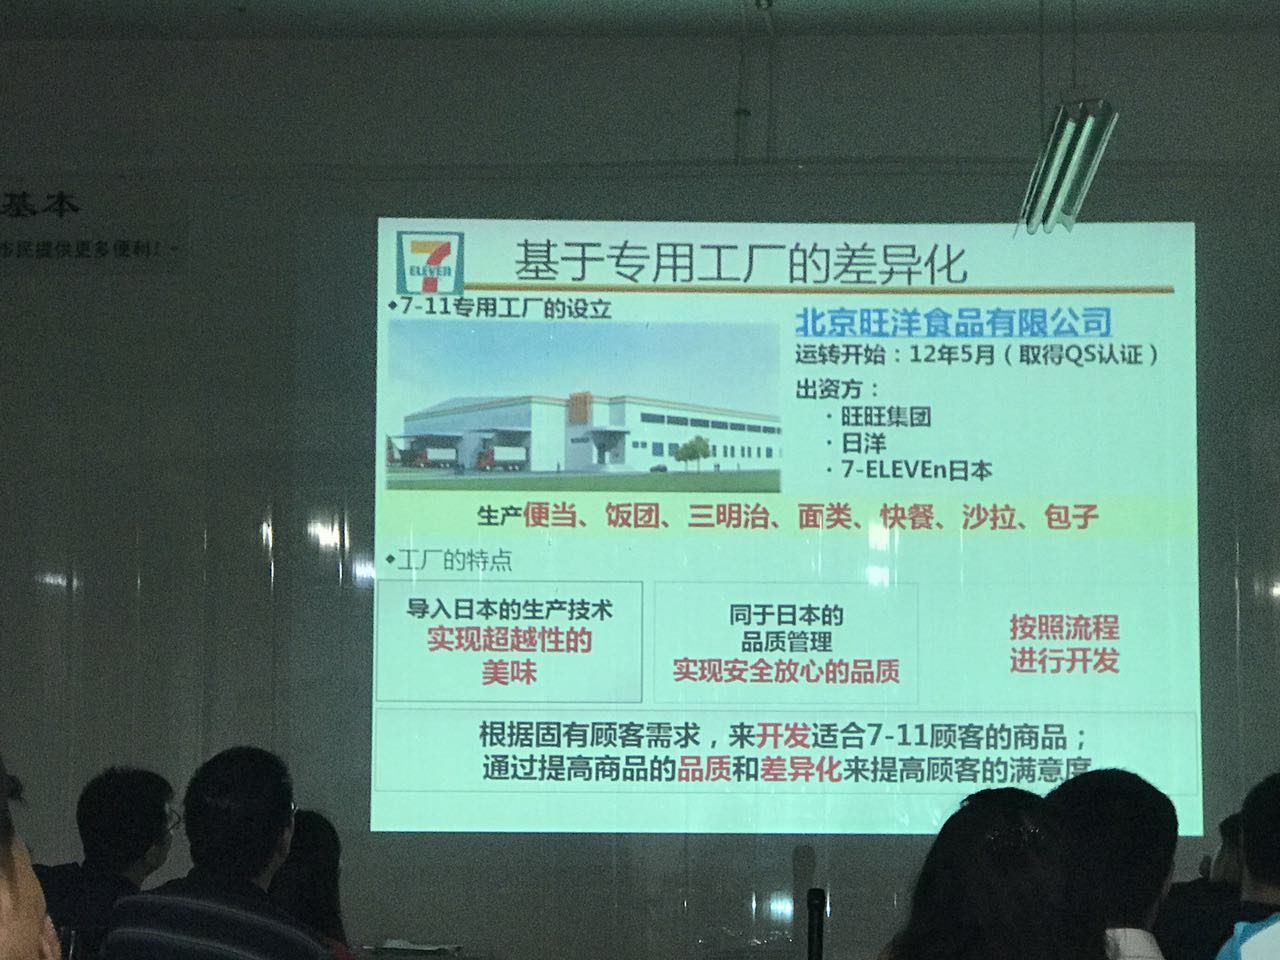 基本
市民提供更多便利！~
7
ELEVEn
基于专用工厂的差异化
◆7-11专用工厂的设立
北京旺洋食品有限公司
运转开始：12年5月（取得QS认证）
出资方：
·旺旺集团
·日洋
·7-ELEVEn日本
生产便当、饭团、三明治、面类、快餐、沙拉、包子
◆工厂的特点
导入日本的生产技术
实现超越性的
美味
同于日本的
品质管理
实现安全放心的品质
按照流程
进行开发
根据固有顾客需求，来开发适合7-11顾客的商品；
通过提高商品的品质和差异化来提高顾客的满意度